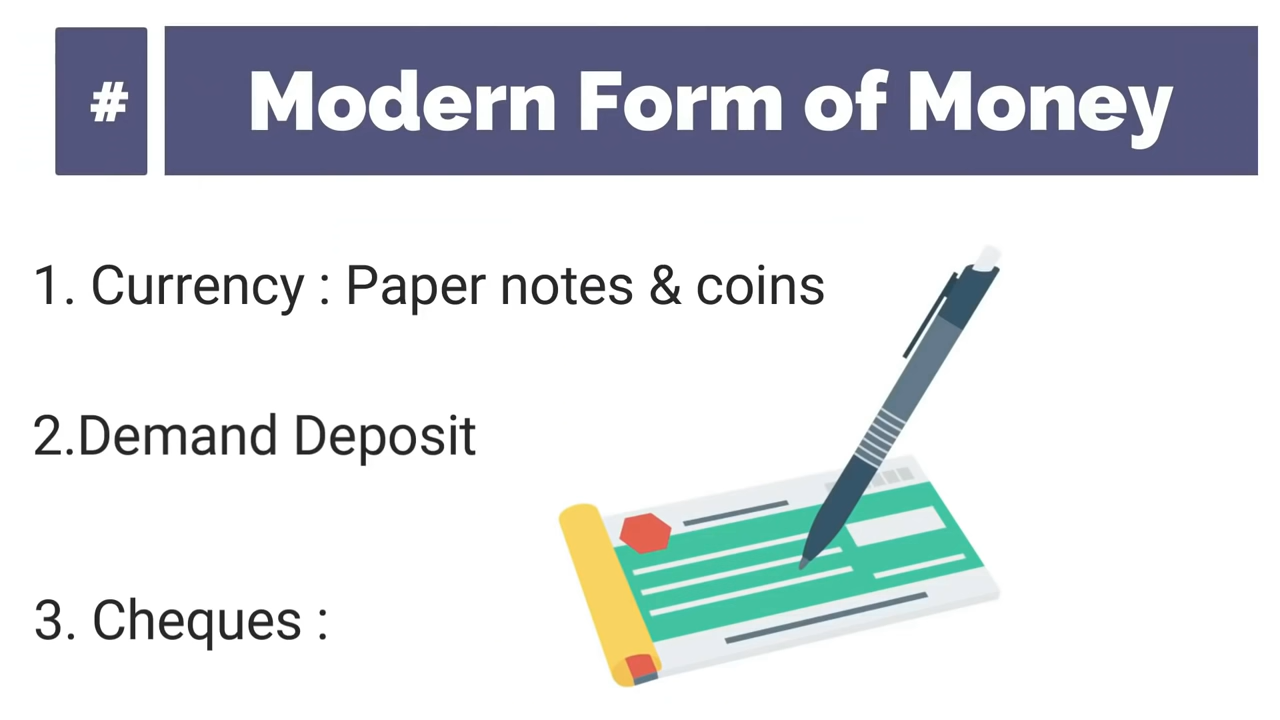 # Modern Form of Money
1. Currency : Paper notes & coins
2.Demand Deposit
3. Cheques :